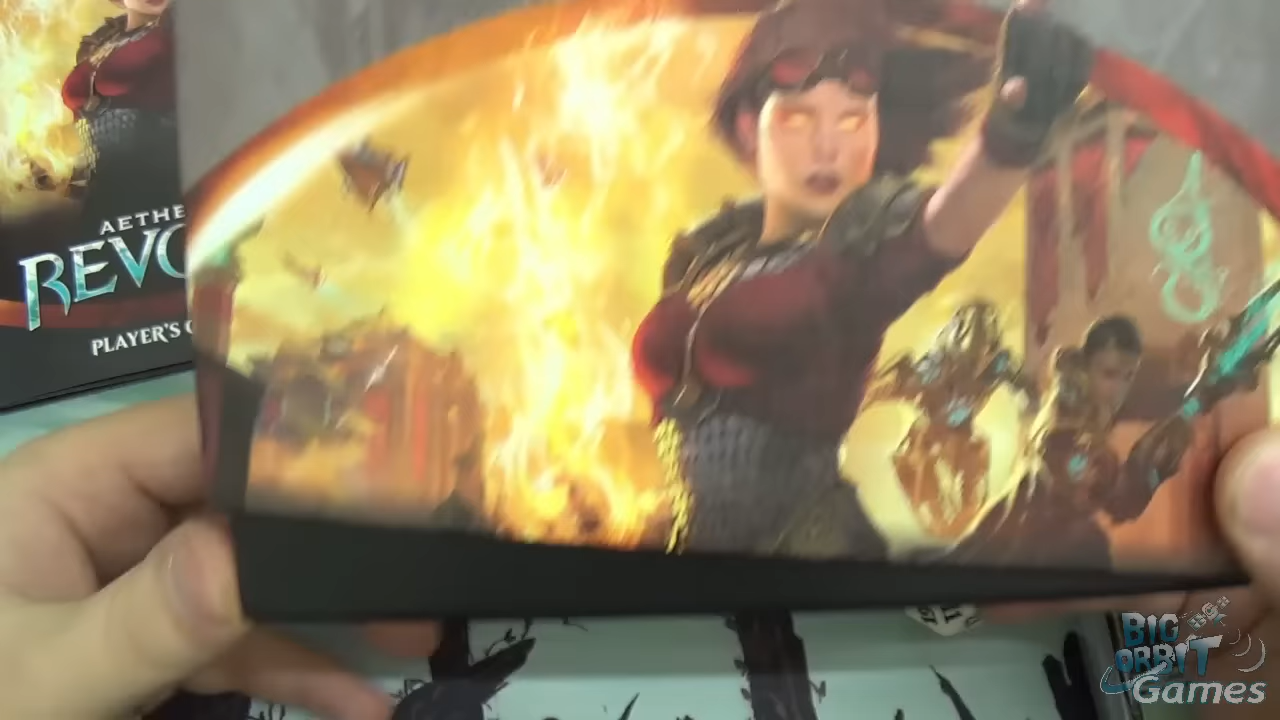 AETHE
REVO
PLAYER'S G
BIG
ORBIT
Games